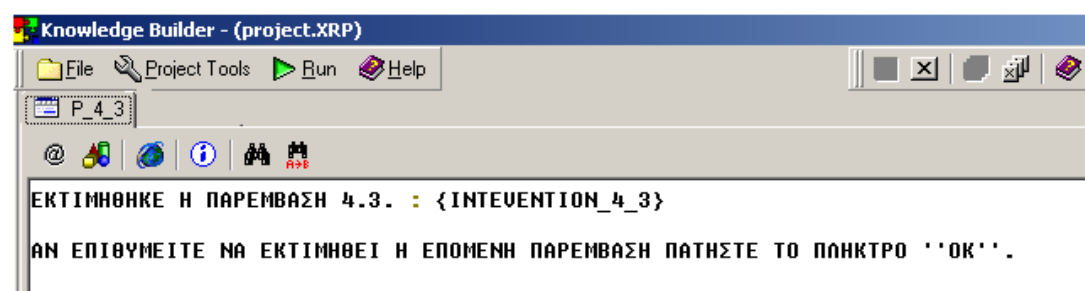 Knowledge Builder - (project.XRP)
File Project Tools Run Help
P_4_3
@ A→B
ΕΚΤΙΜΗΘΗΚΕ Η ΠΑΡΕΜΒΑΣΗ 4.3. : {INTEVENTION_4_3}
ΑΝ ΕΠΙΘΥΜΕΙΤΕ ΝΑ ΕΚΤΙΜΗΘΕΙ Η ΕΠΟΜΕΝΗ ΠΑΡΕΜΒΑΣΗ ΠΑΤΗΣΤΕ ΤΟ ΠΛΗΚΤΡΟ ''OK''.